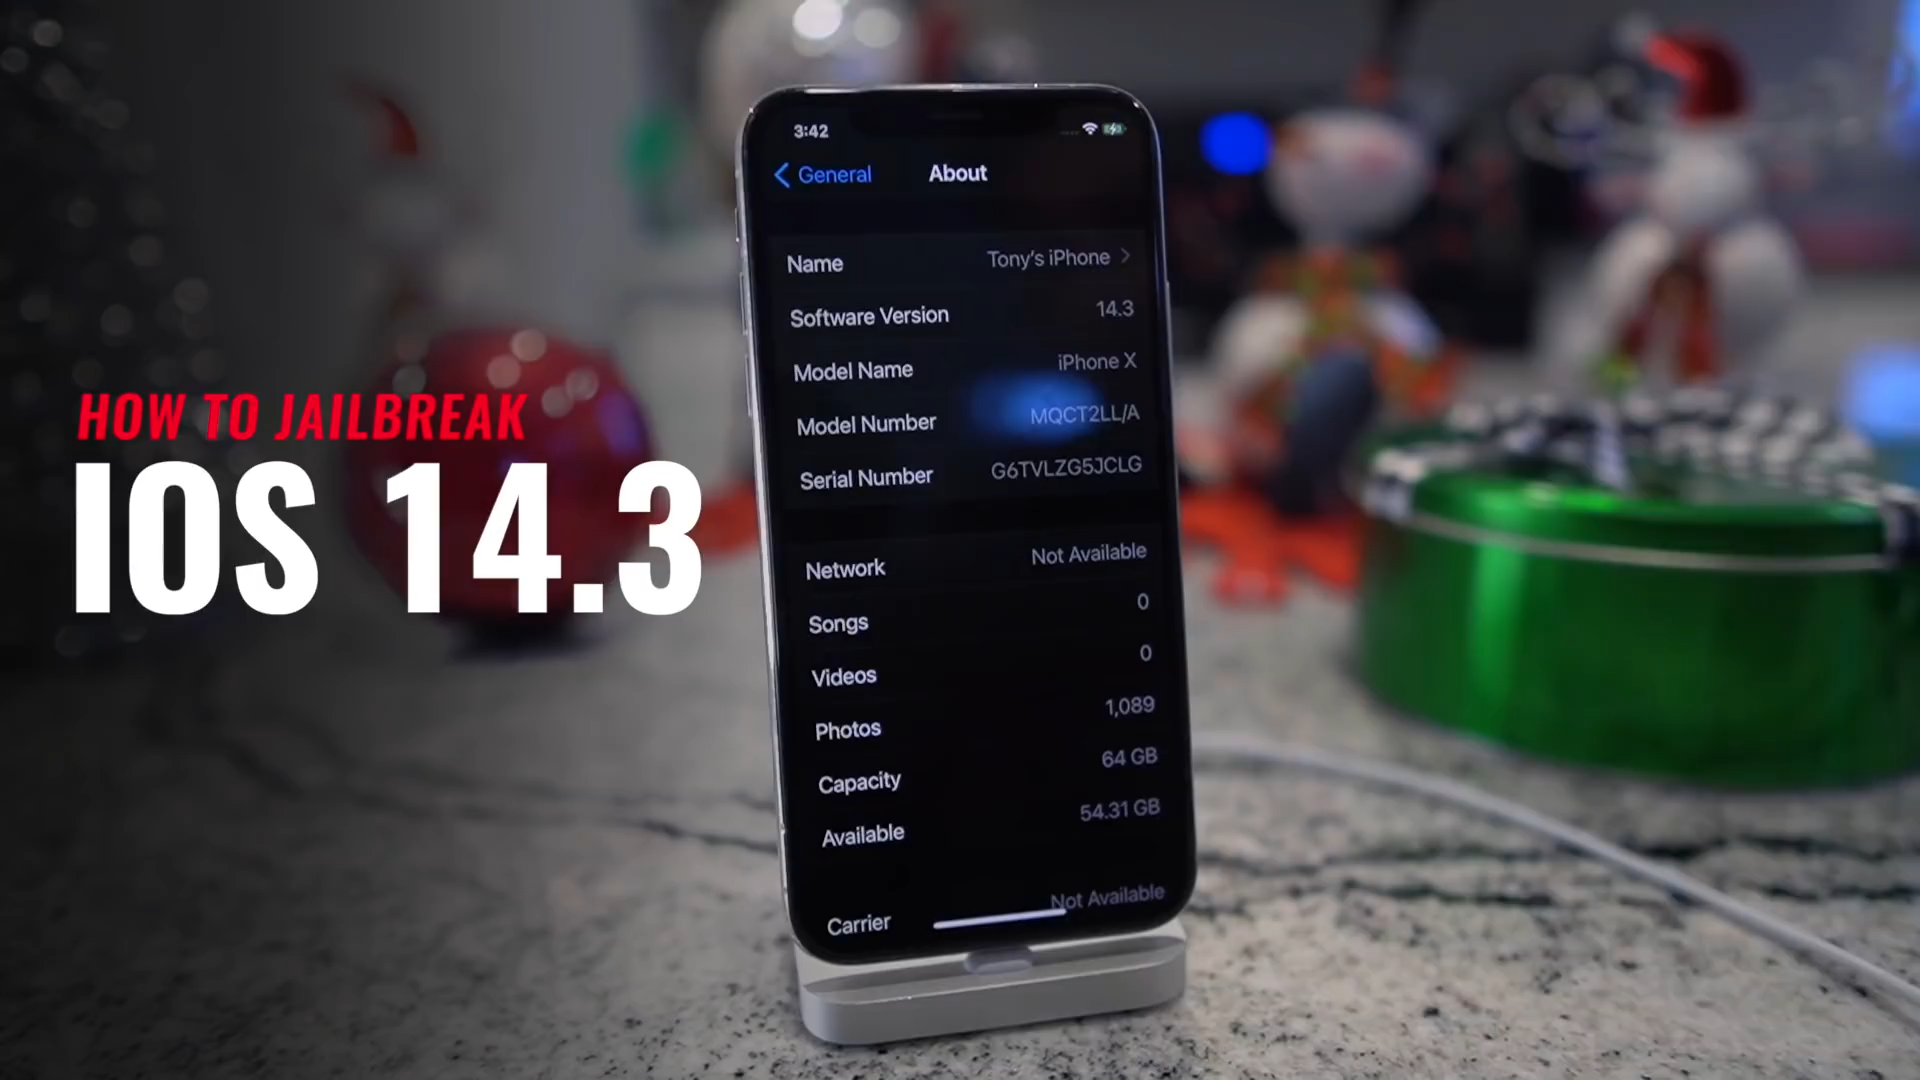 HOW TO JAILBREAK
IOS 14.3
3:42
General
About
Name Tony's iPhone
Software Version 14.3
Model Name iPhone X
Model Number MQCT2LL/A
Serial Number G6TVLZG5JCLG
Network Not Available
Songs 0
Videos 0
Photos 1,089
Capacity 64 GB
Available 54.31 GB
Carrier Not Available